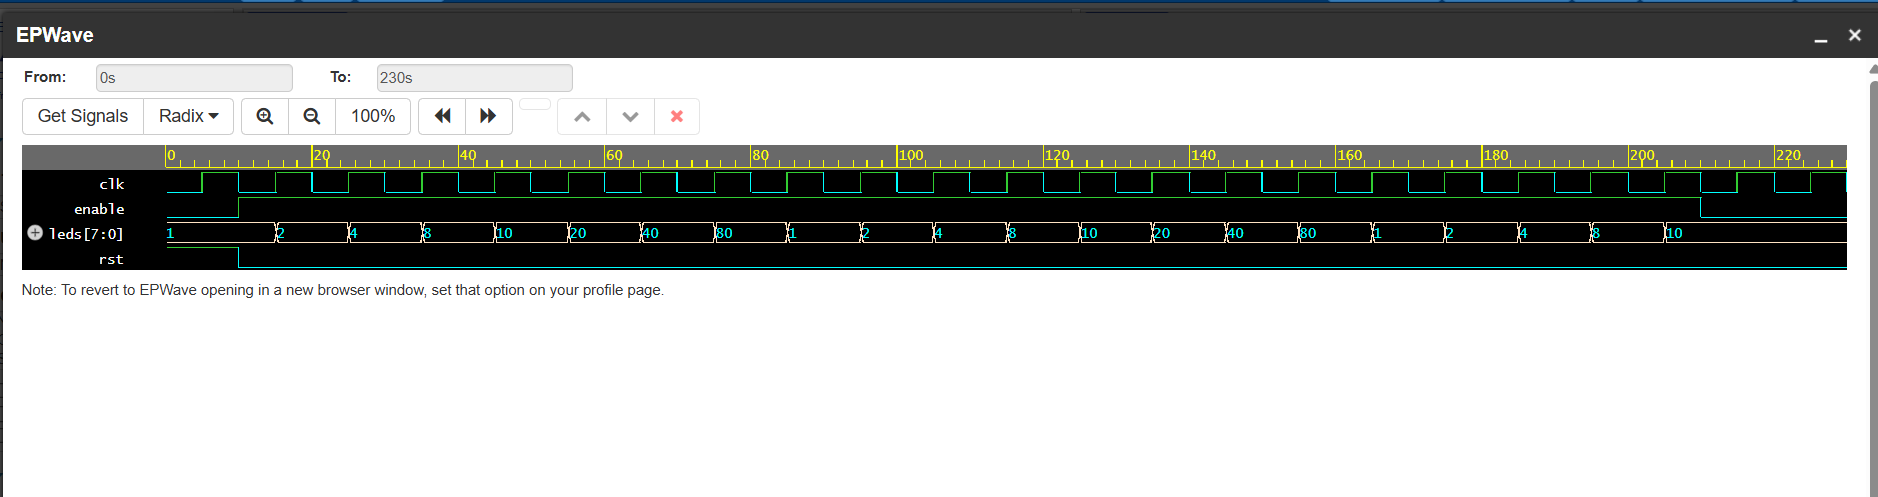 EPWave
From: 0s To: 230s
Get Signals Radix 100%
0 20 40 60 80 100 120 140 160 180 200 220
clk
enable
leds[7:0] 1 2 4 8 10 20 40 80 1 2 4 8 10 20 40 80 1 2 4 8 10
rst
Note: To revert to EPWave opening in a new browser window, set that option on your profile page.